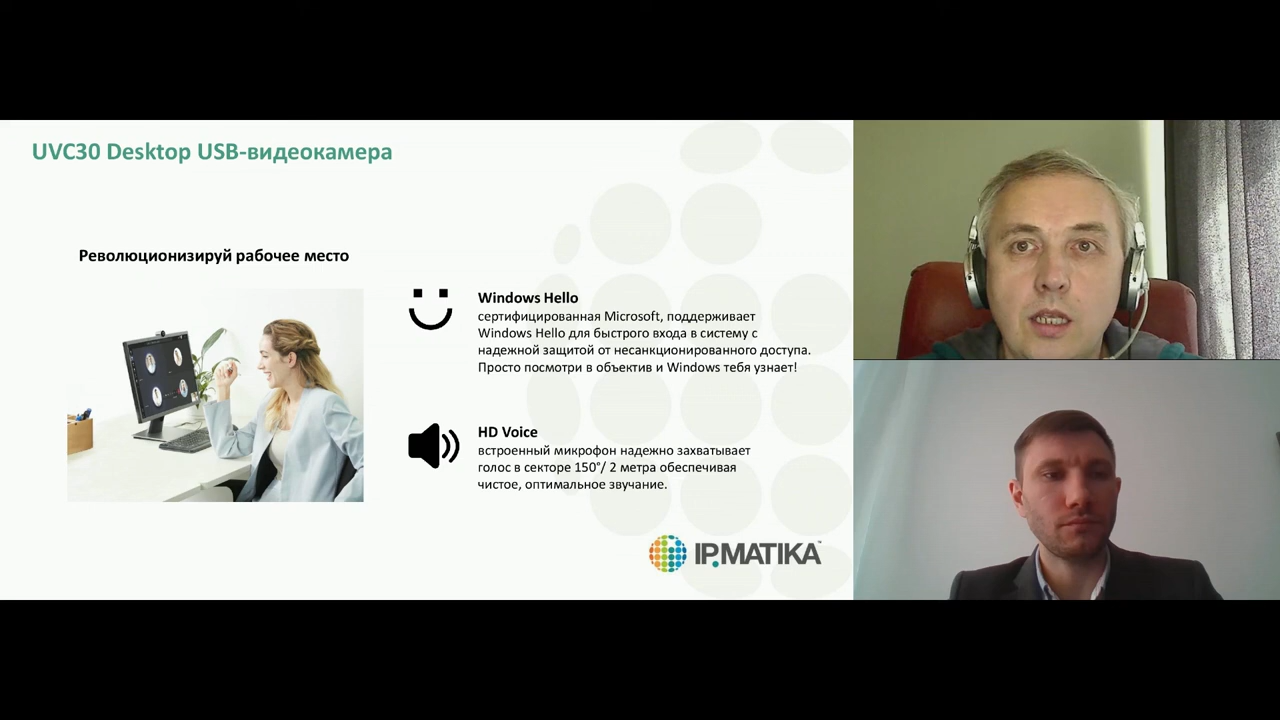 UVC30 Desktop USB-видеокамера
Революционизируй рабочее место
Windows Hello
сертифицированная Microsoft, поддерживает
Windows Hello для быстрого входа в систему с
надежной защитой от несанкционированного доступа.
Просто посмотри в объектив и Windows тебя узнает!
HD Voice
встроенный микрофон надежно захватывает
голос в секторе 150°/ 2 метра обеспечивая
чистое, оптимальное звучание.
IPMATIKA™